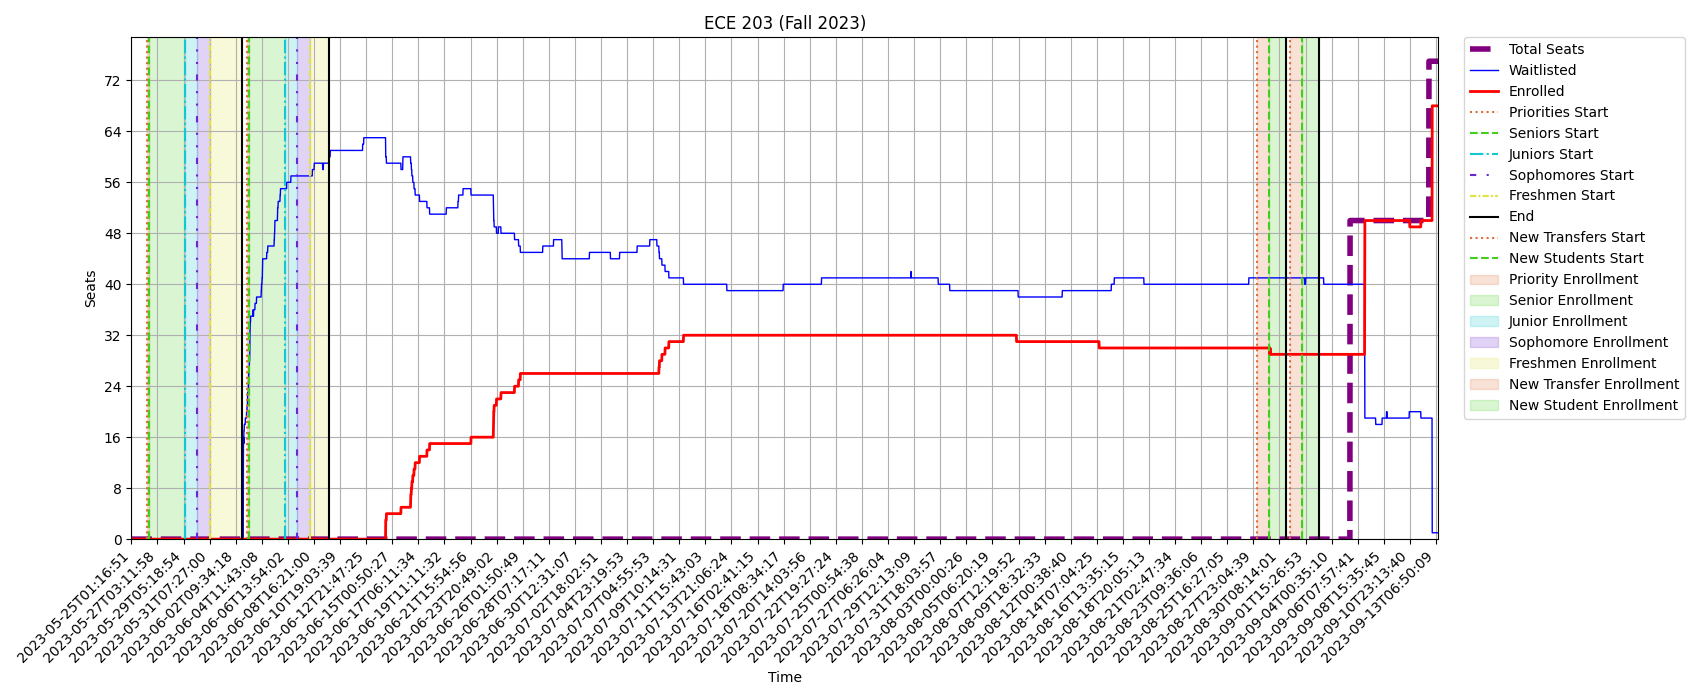 ECE 203 (Fall 2023)
Seats
72
64
56
48
40
32
24
16
8
0
2023-05-25T01:16:51
2023-05-27T03:11:58
2023-05-29T05:18:54
2023-05-31T07:27:00
2023-06-02T09:34:18
2023-06-04T11:43:08
2023-06-06T13:54:02
2023-06-08T16:21:00
2023-06-10T19:03:39
2023-06-12T21:47:25
2023-06-15T00:50:27
2023-06-17T06:11:34
2023-06-19T11:11:32
2023-06-21T15:54:56
2023-06-23T20:49:02
2023-06-26T01:50:49
2023-06-28T07:17:11
2023-06-30T12:31:07
2023-07-02T18:02:51
2023-07-04T23:19:53
2023-07-07T04:55:53
2023-07-09T10:14:31
2023-07-11T15:43:03
2023-07-13T21:06:24
2023-07-16T02:41:15
2023-07-18T08:34:17
2023-07-20T14:03:56
2023-07-22T19:27:24
2023-07-25T00:54:38
2023-07-27T06:26:04
2023-07-29T12:13:09
2023-07-31T18:03:57
2023-08-03T00:00:26
2023-08-05T06:20:19
2023-08-07T12:19:52
2023-08-09T18:32:33
2023-08-12T00:38:40
2023-08-14T07:04:25
2023-08-16T13:35:15
2023-08-18T20:05:13
2023-08-21T02:47:34
2023-08-23T09:36:06
2023-08-25T16:27:05
2023-08-27T23:04:39
2023-08-30T08:14:01
2023-09-01T15:26:53
2023-09-04T00:35:10
2023-09-06T07:57:41
2023-09-08T15:35:45
2023-09-10T23:13:40
2023-09-13T06:50:09
Time
Total Seats
Waitlisted
Enrolled
Priorities Start
Seniors Start
Juniors Start
Sophomores Start
Freshmen Start
End
New Transfers Start
New Students Start
Priority Enrollment
Senior Enrollment
Junior Enrollment
Sophomore Enrollment
Freshmen Enrollment
New Transfer Enrollment
New Student Enrollment